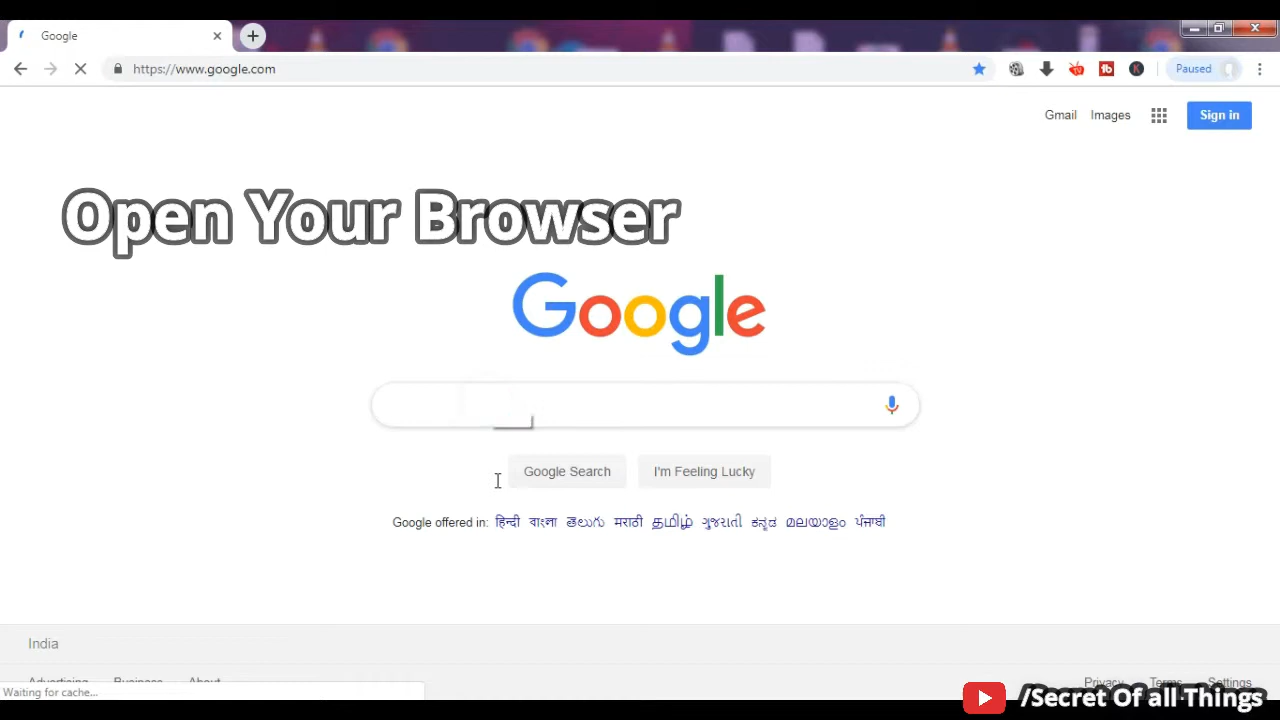 Google
https://www.google.com
Paused
Gmail Images Sign in
Open Your Browser
Google
Google Search I'm Feeling Lucky
Google offered in: हिन्दी বাংলা తెలుగు मराठी தமிழ் ગુજરાતી ಕನ್ನಡ മലയാളം ਪੰਜਾਬੀ
India
Advertising Business About Privacy Terms Settings
Waiting for cache...
/Secret Of all Things